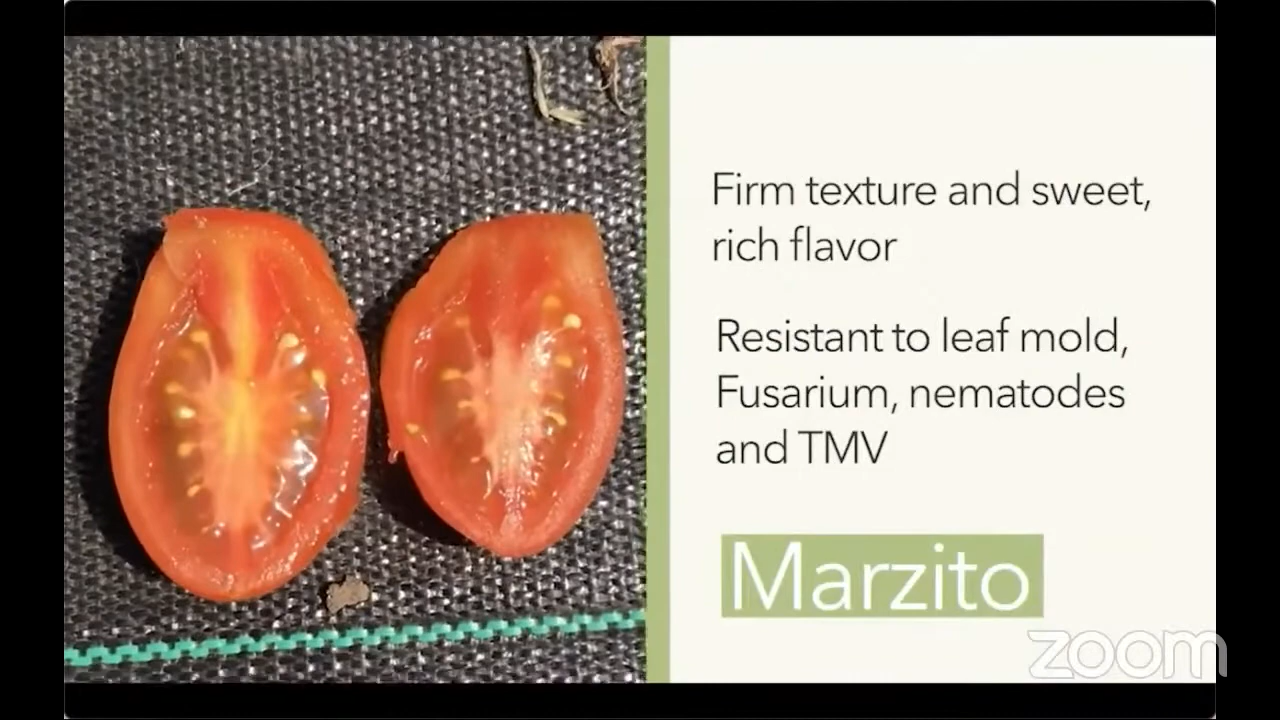 Firm texture and sweet,
rich flavor
Resistant to leaf mold,
Fusarium, nematodes
and TMV
Marzito
zoom